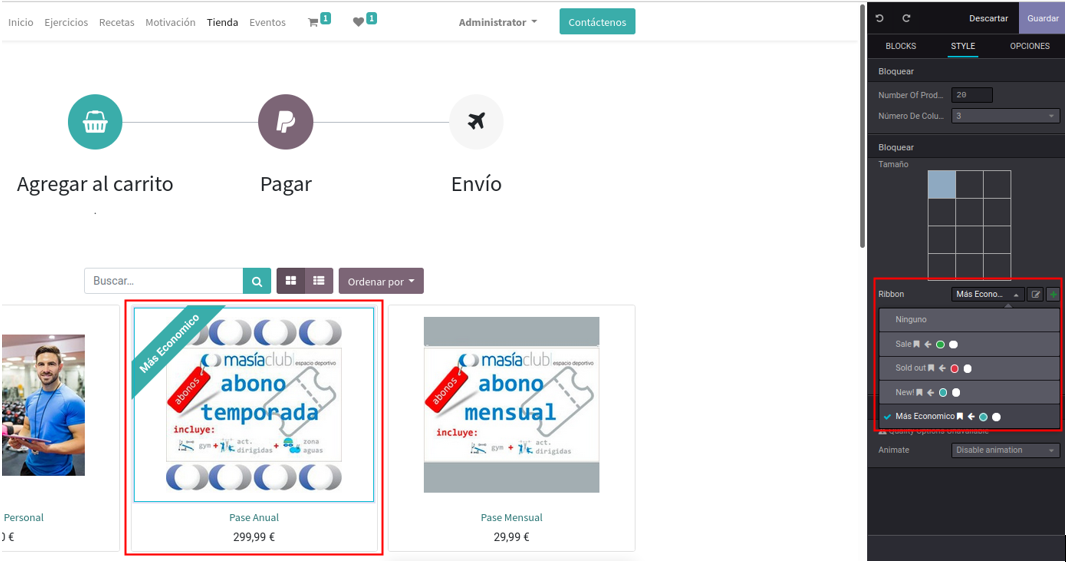 Inicio Ejercicios Recetas Motivación Tienda Eventos 1 1 Administrator Contáctenos
Descartar Guardar
BLOCKS STYLE OPCIONES
Bloquear
Number Of Prod... 20
Número De Colu... 3
Bloquear
Tamaño
Agregar al carrito Pagar Envío
.
Buscar... Ordenar por
Ribbon Más Econo...
Ninguno
Sale
Sold out
New!
Más Economico
Quality options unavailable
Animate Disable animation
Más Economico
masíaclub espacio deportivo
abonos
abono
temporada
incluye:
gym + act. dirigidas + zona aguas
masíaclub espacio deportivo
abonos
abono
mensual
incluye:
gym + act. dirigidas
Personal
0 €
Pase Anual
299,99 €
Pase Mensual
29,99 €